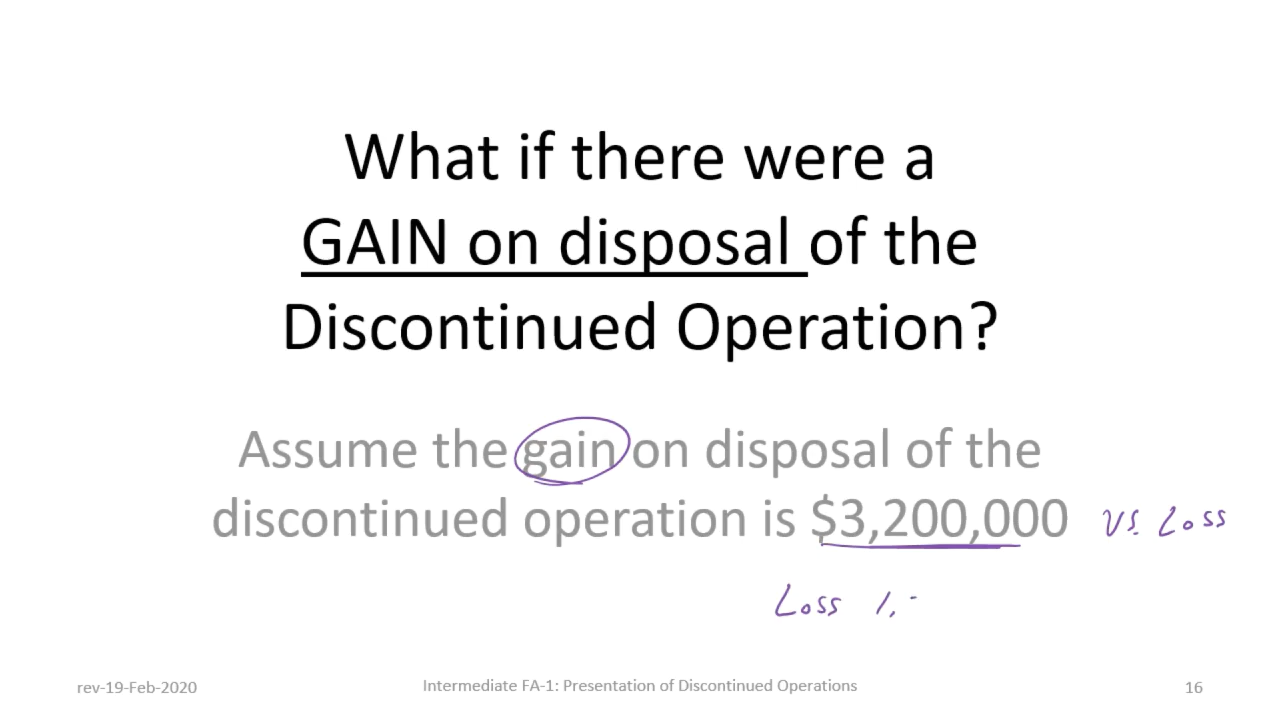 What if there were a
GAIN on disposal of the
Discontinued Operation?
Assume the gain on disposal of the
discontinued operation is $3,200,000 vs. Loss
Loss 1.
rev-19-Feb-2020
Intermediate FA-1: Presentation of Discontinued Operations
16